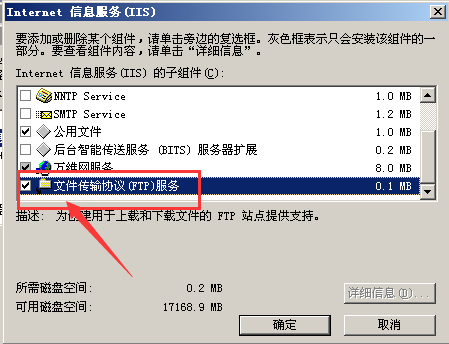 Internet 信息服务(IIS)
要添加或删除某个组件，请单击旁边的复选框。灰色框表示只会安装该组件的一
部分。要查看组件内容，请单击“详细信息”。
Internet 信息服务(IIS) 的子组件(C):
NNTP Service 1.0 MB
SMTP Service 1.2 MB
公用文件 1.0 MB
后台智能传送服务 (BITS) 服务器扩展 0.2 MB
万维网服务 8.0 MB
文件传输协议(FTP)服务 0.1 MB
描述: 为创建用于上载和下载文件的 FTP 站点提供支持。
所需磁盘空间: 0.2 MB
可用磁盘空间: 17168.9 MB
详细信息(D)...
确定
取消